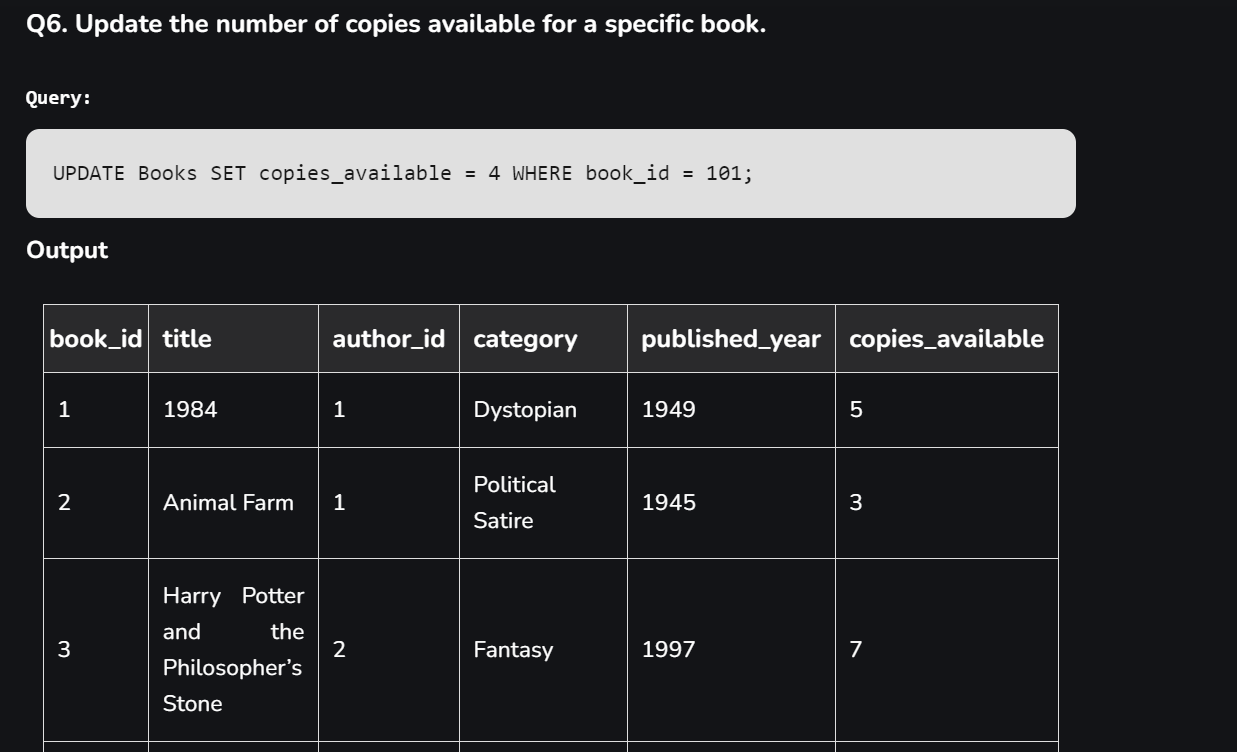 Q6. Update the number of copies available for a specific book.
Query:
UPDATE Books SET copies_available = 4 WHERE book_id = 101;
Output
book_id title author_id category published_year copies_available
1 1984 1 Dystopian 1949 5
2 Animal Farm 1 Political Satire 1945 3
3 Harry Potter and the Philosopher’s Stone 2 Fantasy 1997 7